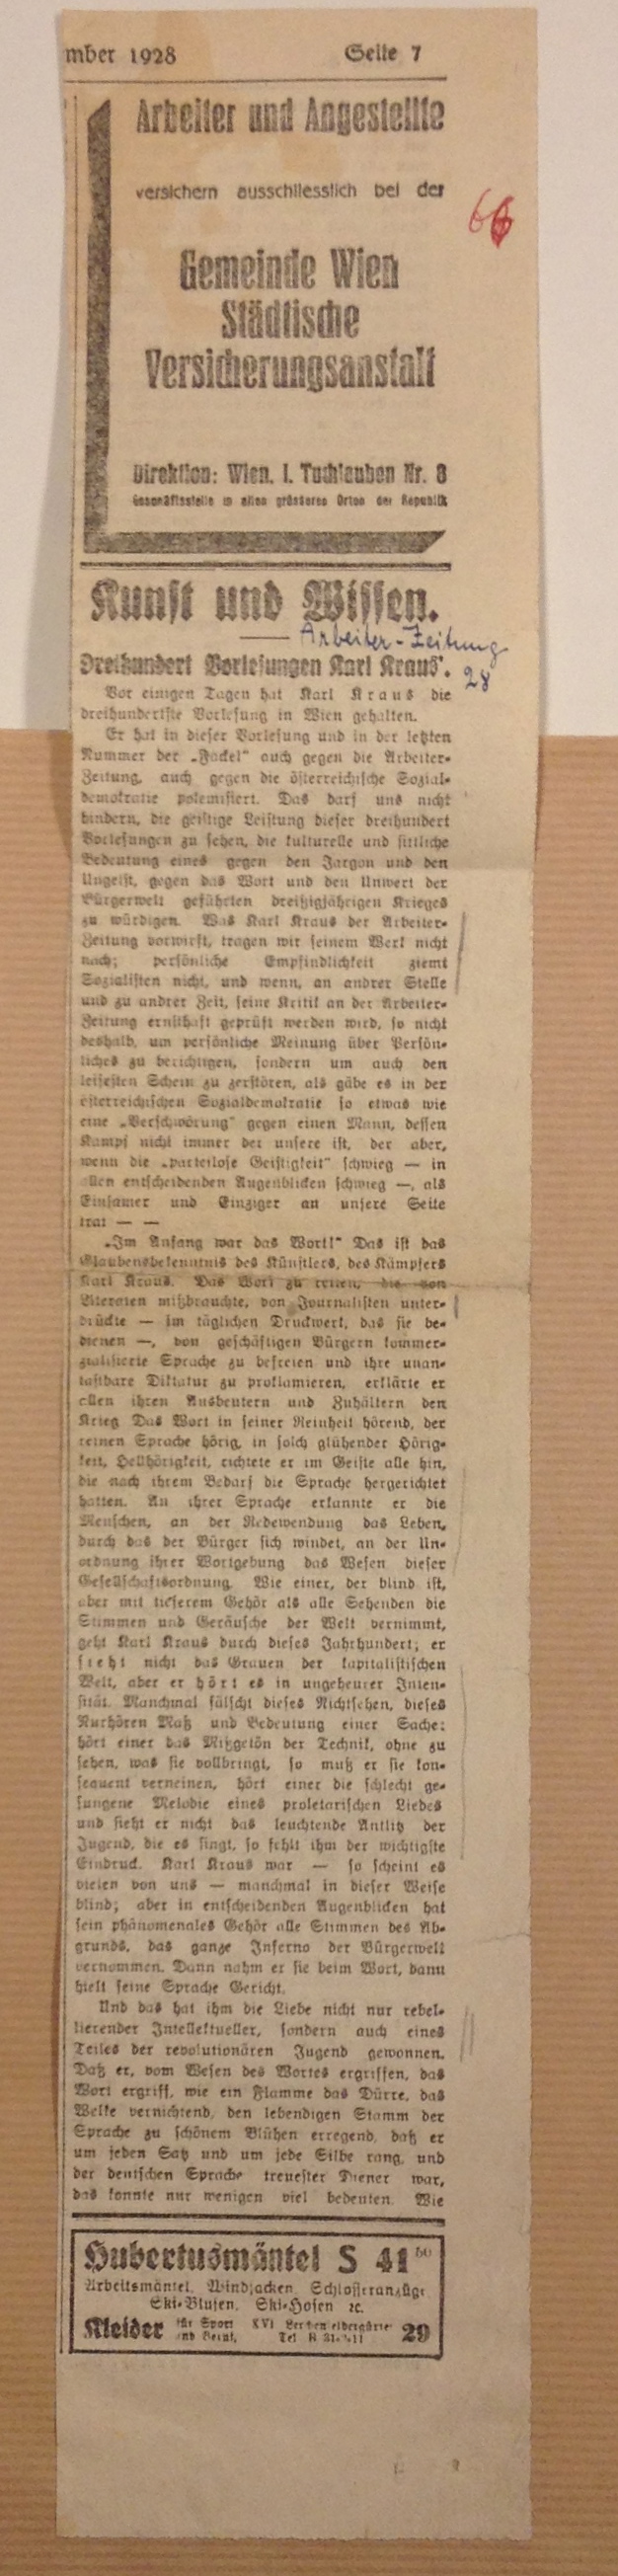 mber 1928 Seite 7
Arbeiter und Angestellte
versichern ausschliesslich bei der
66
Gemeinde Wien
Städtische
Versicherungsanstalt
Direktion: Wien, I. Tuchlauben Nr. 8
Geschäftsstelle in allen grösseren Orten der Republik
Kunst und Wissen.
Arbeiter-Zeitung
28
Dreihundert Vorlesungen Karl Kraus'.
Vor einigen Tagen hat Karl Kraus die
dreihundertste Vorlesung in Wien gehalten.
Er hat in dieser Vorlesung und in der letzten
Nummer der „Fackel" auch gegen die Arbeiter-
Zeitung, auch gegen die österreichische Sozial-
demokratie polemisiert. Das darf uns nicht
hindern, die geistige Leistung dieser dreihundert
Vorlesungen zu sehen, die kulturelle und sittliche
Bedeutung eines gegen den Jargon und den
Ungeist, gegen das Wort und den Unwert der
Bürgerwelt geführten dreißigjährigen Krieges
zu würdigen. Was Karl Kraus der Arbeiter-
Zeitung vorwirft, tragen wir seinem Werk nicht
nach; persönliche Empfindlichkeit ziemt
Sozialisten nicht, und wenn, an andrer Stelle
und zu andrer Zeit, seine Kritik an der Arbeiter-
Zeitung ernsthaft geprüft werden wird, so nicht
deshalb, um persönliche Meinung über Persön-
liches zu berichtigen, sondern um auch den
leisesten Schein zu zerstören, als gäbe es in der
österreichischen Sozialdemokratie so etwas wie
eine „Verschwörung" gegen einen Mann, dessen
Kampf nicht immer der unsere ist, der aber,
wenn die „parteilose Geistigkeit" schwieg — in
allen entscheidenden Augenblicken schwieg —, als
Einsamer und Einziger an unsere Seite
trat — —
„Im Anfang war das Wort!" Das ist das
Glaubensbekenntnis des Künstlers, des Kämpfers
Karl Kraus. Das Wort zu retten, die von
Literaten mißbrauchte, von Journalisten unter-
drückte — im täglichen Druckwerk, das sie be-
dienen —, von geschäftigen Bürgern kommer-
zialisierte Sprache zu befreien und ihre unan-
tastbare Diktatur zu proklamieren, erklärte er
allen ihren Ausbeutern und Zuhältern den
Krieg. Das Wort in seiner Reinheit hörend, der
reinen Sprache hörig, in solch glühender Hörig-
keit, Hellhörigkeit, richtete er im Geiste alle hin,
die nach ihrem Bedarf die Sprache hergerichtet
hatten. An ihrer Sprache erkannte er die
Menschen, an der Redewendung das Leben,
durch das der Bürger sich windet, an der Un-
ordnung ihrer Wortgebung das Wesen dieser
Gesellschaftsordnung. Wie einer, der blind ist,
aber mit tieferem Gehör als alle Sehenden die
Stimmen und Geräusche der Welt vernimmt,
geht Karl Kraus durch dieses Jahrhundert; er
sieht nicht das Grauen der kapitalistischen
Welt, aber er hört es in ungeheurer Inten-
sität. Manchmal fälscht dieses Nichtsehen, dieses
Nurhören Maß und Bedeutung einer Sache;
hört einer das Mißgetön der Technik, ohne zu
sehen, was sie vollbringt, so muß er sie kon-
sequent verneinen, hört einer die schlecht ge-
sungene Melodie eines proletarischen Liedes
und sieht er nicht das leuchtende Antlitz der
Jugend, die es singt, so fehlt ihm der wichtigste
Eindruck. Karl Kraus war — so scheint es
vielen von uns — manchmal in dieser Weise
blind; aber in entscheidenden Augenblicken hat
sein phänomenales Gehör alle Stimmen des Ab-
grunds, das ganze Inferno der Bürgerwelt
vernommen. Dann nahm er sie beim Wort, dann
hielt seine Sprache Gericht.
Und das hat ihm die Liebe nicht nur rebel-
lierender Intellektueller, sondern auch eines
Teiles der revolutionären Jugend gewonnen.
Daß er, vom Wesen des Wortes ergriffen, das
Wort ergriff, wie ein Flamme das Dürre, das
Welke vernichtend, den lebendigen Stamm der
Sprache zu schönem Blühen erregend, daß er
um jeden Satz und um jede Silbe rang, und
der deutschen Sprache treuester Diener war,
das konnte nur wenigen viel bedeuten. Wie
Hubertusmäntel S 41 50
Arbeitsmäntel, Windjacken, Schlosseranzüge
Ski-Blusen, Ski-Hosen ec.
Kleider für Sport und Beruf, XVI Lerchenfeldergürtel 29
Tel.